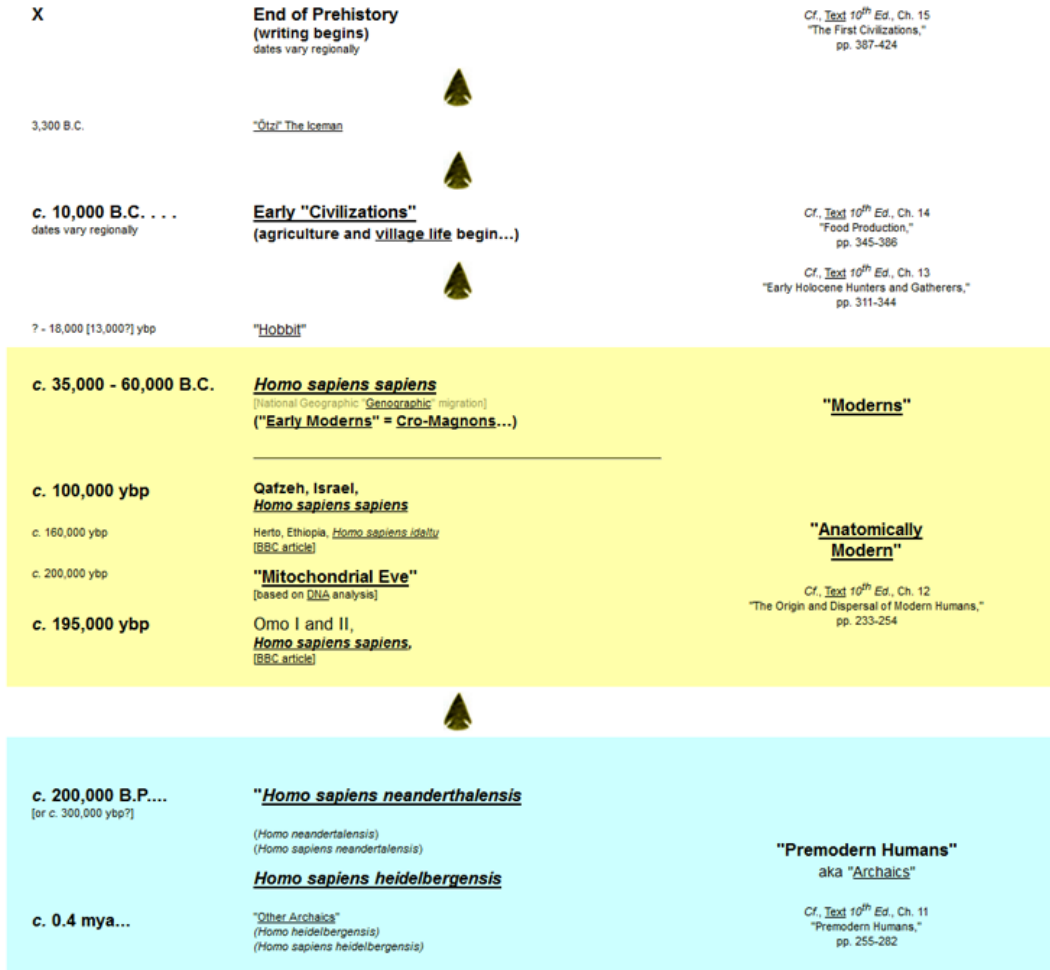 X
End of Prehistory
(writing begins)
dates vary regionally
Cf., Text 10th Ed., Ch. 15
"The First Civilizations,"
pp. 387-424
3,300 B.C.
"Ötzi" The Iceman
c. 10,000 B.C. . . .
dates vary regionally
Early "Civilizations"
(agriculture and village life begin…)
Cf., Text 10th Ed., Ch. 14
"Food Production,"
pp. 345-386
Cf., Text 10th Ed., Ch. 13
"Early Holocene Hunters and Gatherers,"
pp. 311-344
? - 18,000 [13,000?] ybp
"Hobbit"
c. 35,000 - 60,000 B.C.
Homo sapiens sapiens
[National Geographic "Genographic" migration]
("Early Moderns" = Cro-Magnons…)
"Moderns"
c. 100,000 ybp
Qafzeh, Israel,
Homo sapiens sapiens
c. 160,000 ybp
Herto, Ethiopia, Homo sapiens idaltu
[BBC article]
"Anatomically
Modern"
c. 200,000 ybp
"Mitochondrial Eve"
[based on DNA analysis]
Cf., Text 10th Ed., Ch. 12
"The Origin and Dispersal of Modern Humans,"
pp. 233-254
c. 195,000 ybp
Omo I and II,
Homo sapiens sapiens,
[BBC article]
c. 200,000 B.P....
[or c. 300,000 ybp?]
"Homo sapiens neanderthalensis
(Homo neandertalensis)
(Homo sapiens neandertalensis)
"Premodern Humans"
aka "Archaics"
Homo sapiens heidelbergensis
c. 0.4 mya…
"Other Archaics"
(Homo heidelbergensis)
(Homo sapiens heidelbergensis)
Cf., Text 10th Ed., Ch. 11
"Premodern Humans,"
pp. 255-282